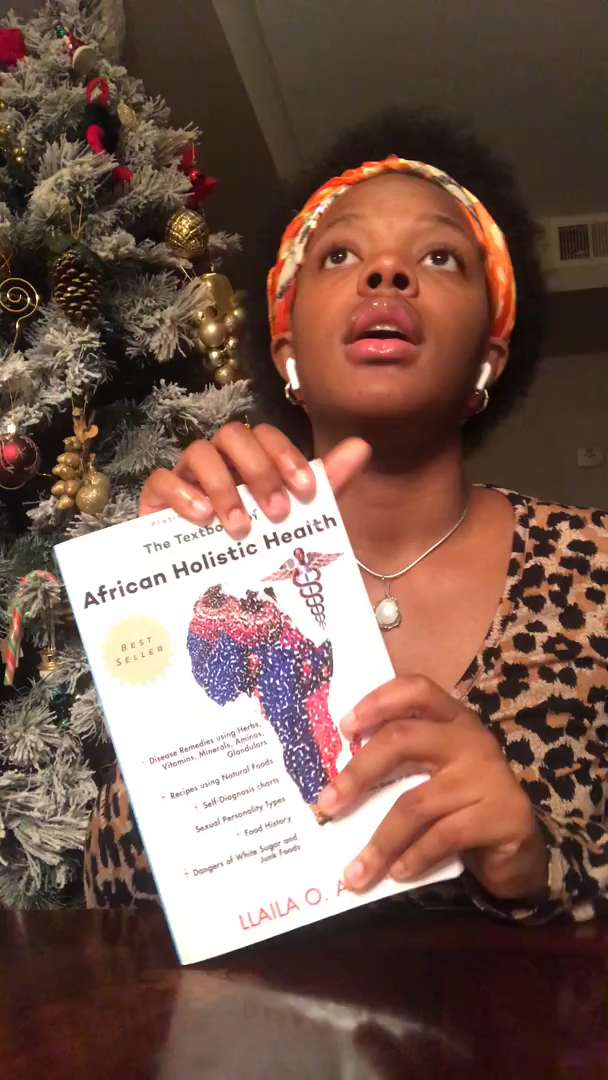 The Textbook of
African Holistic Health
BEST
SELLER
- Disease Remedies using Herbs,
Vitamins, Minerals, Aminos,
Glandulars
- Recipes using Natural Foods
- Self-Diagnosis charts
Sexual Personality Types
- Food History
- Dangers of White Sugar and
Junk Foods
LLAILA O.